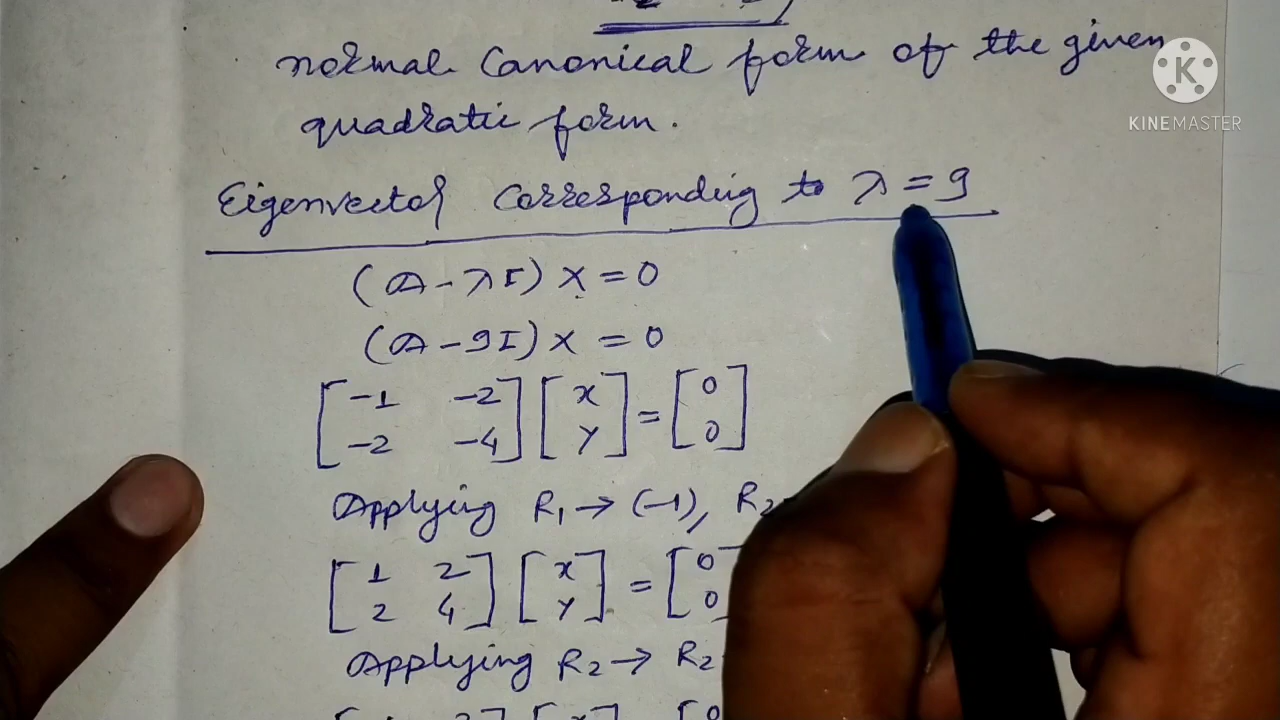 normal canonical form of the given
quadratic form.
KINEMASTER
Eigenvector corresponding to λ = 9
(A - λI) X = 0
(A - 9I) X = 0
[-1 -2] [x] = [0]
[-2 -4] [y] [0]
Applying R₁ → (-1), R₂
[1 2] [x] = [0
[2 4] [y] [0
Applying R₂ → R₂